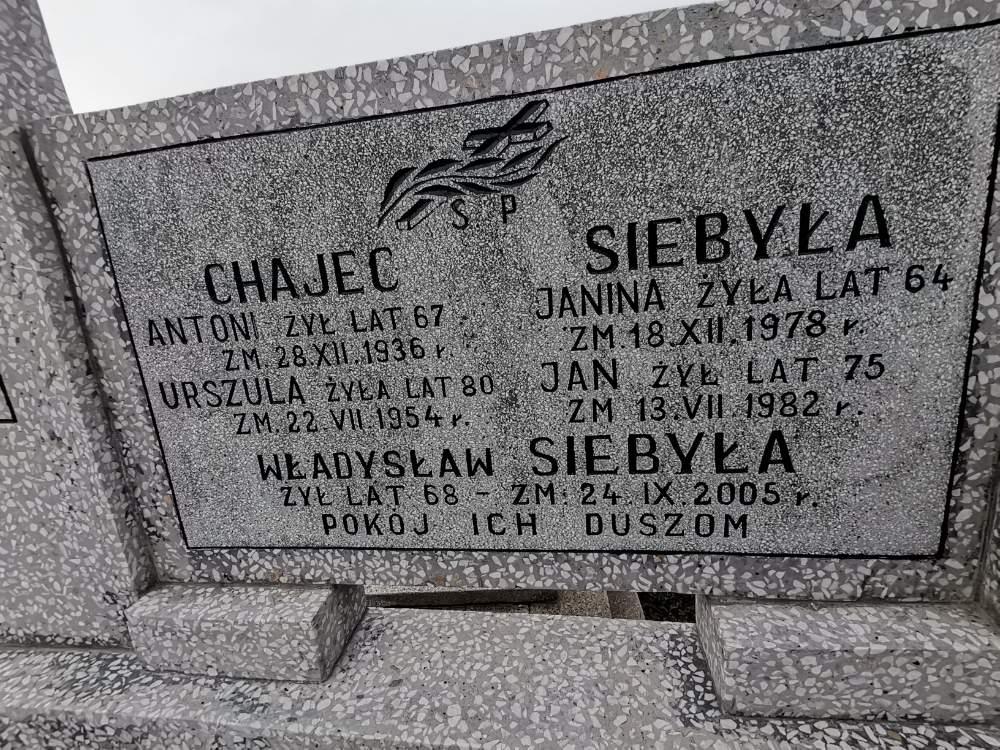 S P
CHAJEC
ANTONI ŻYŁ LAT 67
ZM. 28.XII.1936 r.
URSZULA ŻYŁA LAT 80
ZM. 22 VII 1954 r.
SIEBYŁA
JANINA ŻYŁA LAT 64
ZM. 18.XII.1978 r.
JAN ŻYŁ LAT 75
ZM 13.VII.1982 r.
WŁADYSŁAW SIEBYŁA
ŻYŁ LAT 68 - ZM. 24.IX.2005 r.
POKÓJ ICH DUSZOM